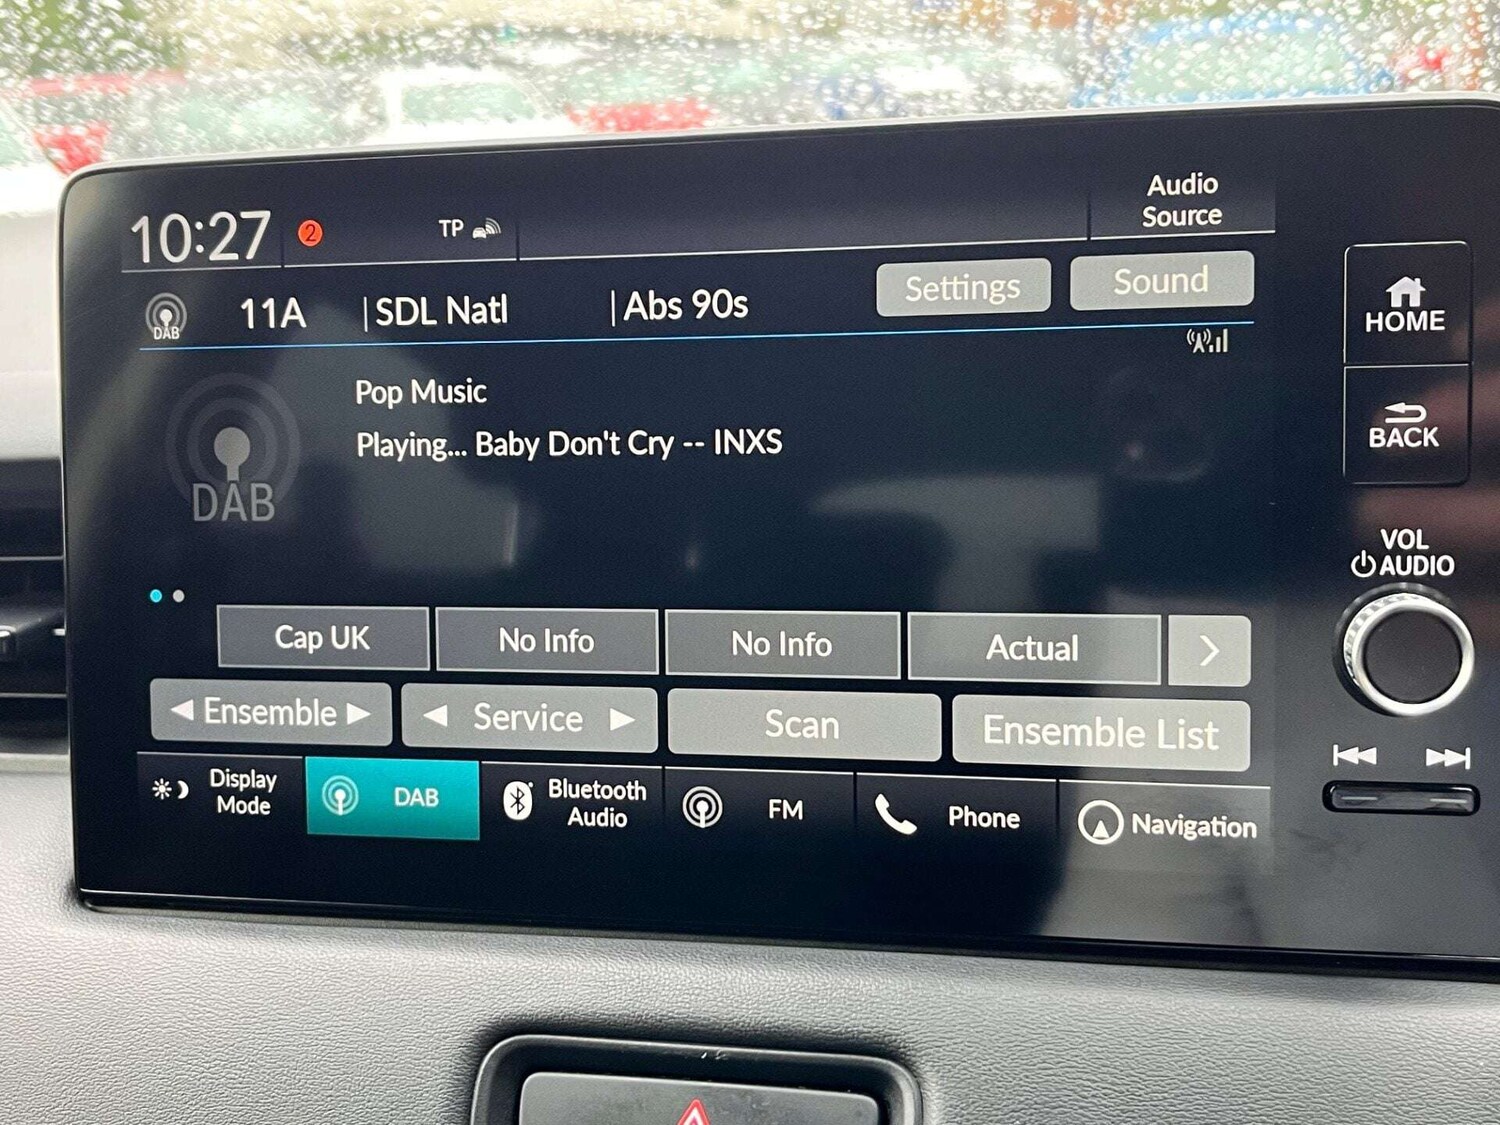 10:27
2
TP
Audio
Source
DAB
11A
SDL Natl
Abs 90s
Settings
Sound
HOME
BACK
Pop Music
Playing... Baby Don't Cry -- INXS
DAB
VOL
AUDIO
Cap UK
No Info
No Info
Actual
Ensemble
Service
Scan
Ensemble List
Display
Mode
DAB
Bluetooth
Audio
FM
Phone
Navigation